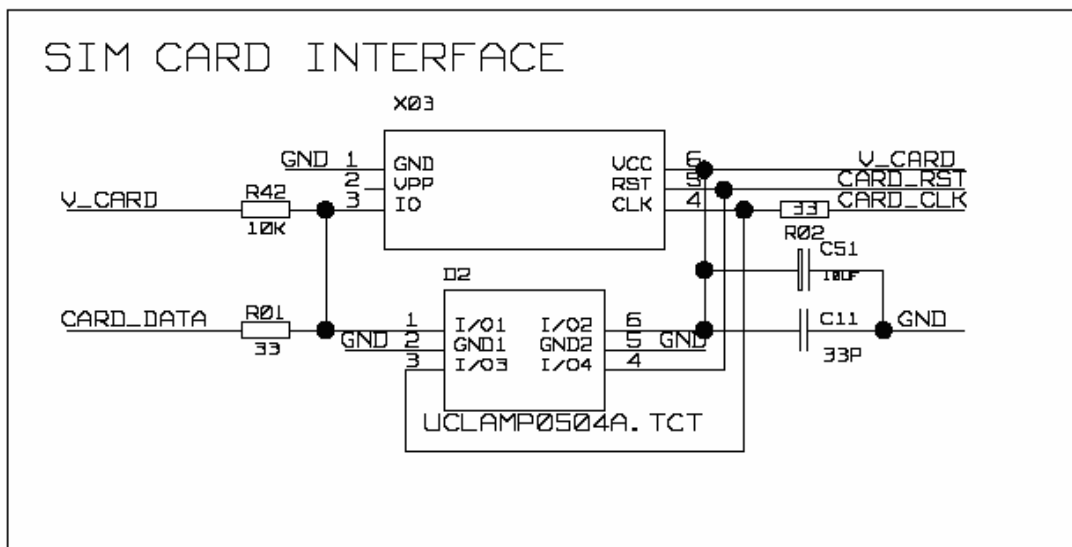 SIM CARD INTERFACE
X03
GND 1 GND VCC 6 V_CARD
2 VPP RST 5 CARD_RST
V_CARD R42 3 IO CLK 4 33 CARD_CLK
10K R02
C51
D2 10UF
CARD_DATA R01 1 I/O1 I/O2 6 C11 GND
GND 2 GND1 GND2 5 GND
33 3 I/O3 I/O4 4 33P
UCLAMP0504A.TCT